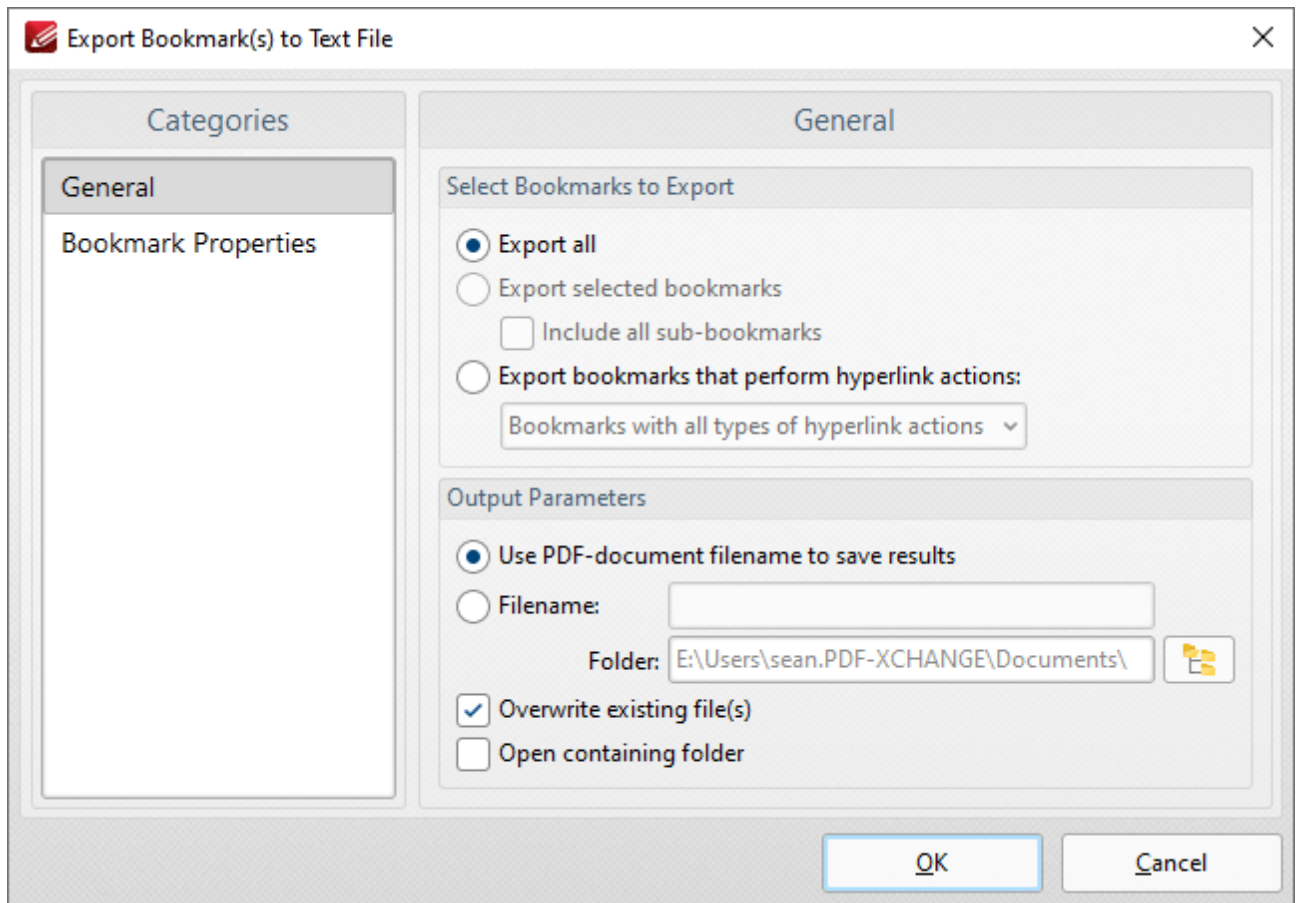 Export Bookmark(s) to Text File
Categories
General
Bookmark Properties
General
Select Bookmarks to Export
Export all
Export selected bookmarks
Include all sub-bookmarks
Export bookmarks that perform hyperlink actions:
Bookmarks with all types of hyperlink actions
Output Parameters
Use PDF-document filename to save results
Filename:
Folder: E:\Users\sean.PDF-XCHANGE\Documents\
Overwrite existing file(s)
Open containing folder
OK Cancel